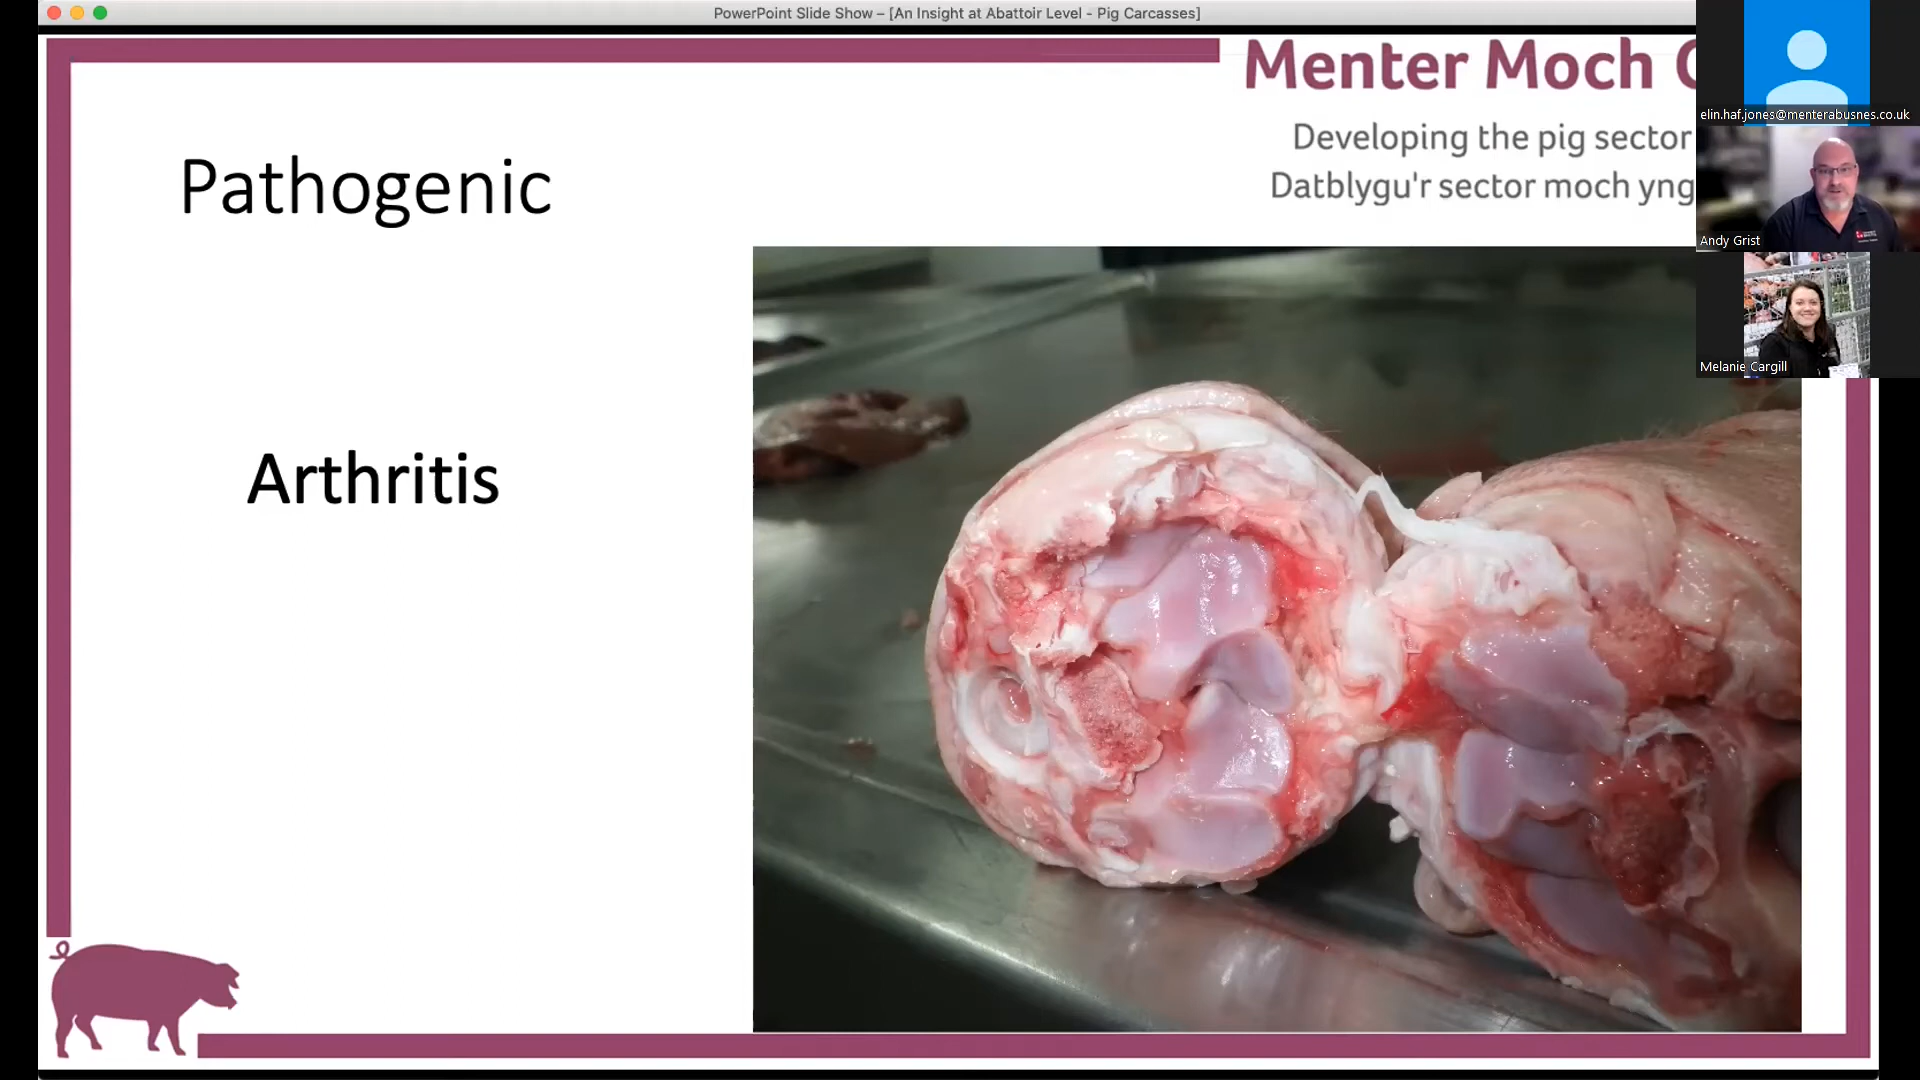 PowerPoint Slide Show – [An Insight at Abattoir Level - Pig Carcasses]
Menter Moch
Developing the pig sector
Datblygu'r sector moch yng
elin.haf.jones@menterabusnes.co.uk
Andy Grist
Melanie Cargill
Pathogenic
Arthritis